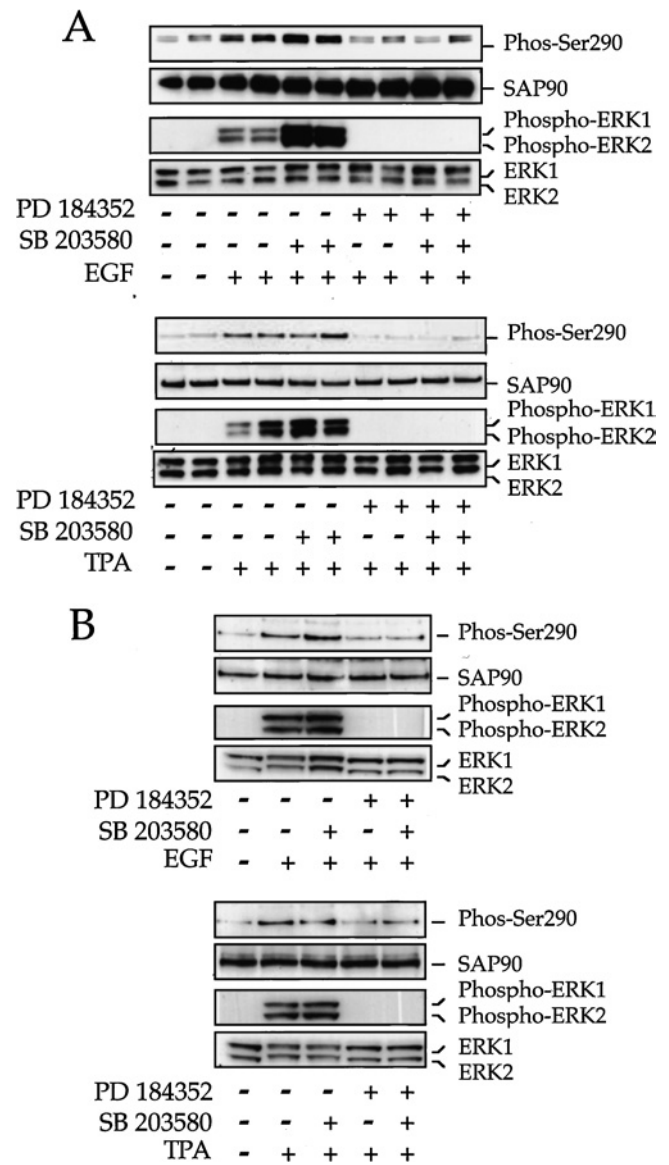 A
Phos-Ser290
SAP90
Phospho-ERK1
Phospho-ERK2
ERK1
ERK2
PD 184352 - - - - - - + + + +
SB 203580 - - - - + + - - + +
EGF - - + + + + + + + +
Phos-Ser290
SAP90
Phospho-ERK1
Phospho-ERK2
ERK1
ERK2
PD 184352 - - - - - - + + + +
SB 203580 - - - - + + - - + +
TPA - - + + + + + + + +
B
Phos-Ser290
SAP90
Phospho-ERK1
Phospho-ERK2
ERK1
ERK2
PD 184352 - - - + +
SB 203580 - - + - +
EGF - + + + +
Phos-Ser290
SAP90
Phospho-ERK1
Phospho-ERK2
ERK1
ERK2
PD 184352 - - - + +
SB 203580 - - + - +
TPA - + + + +